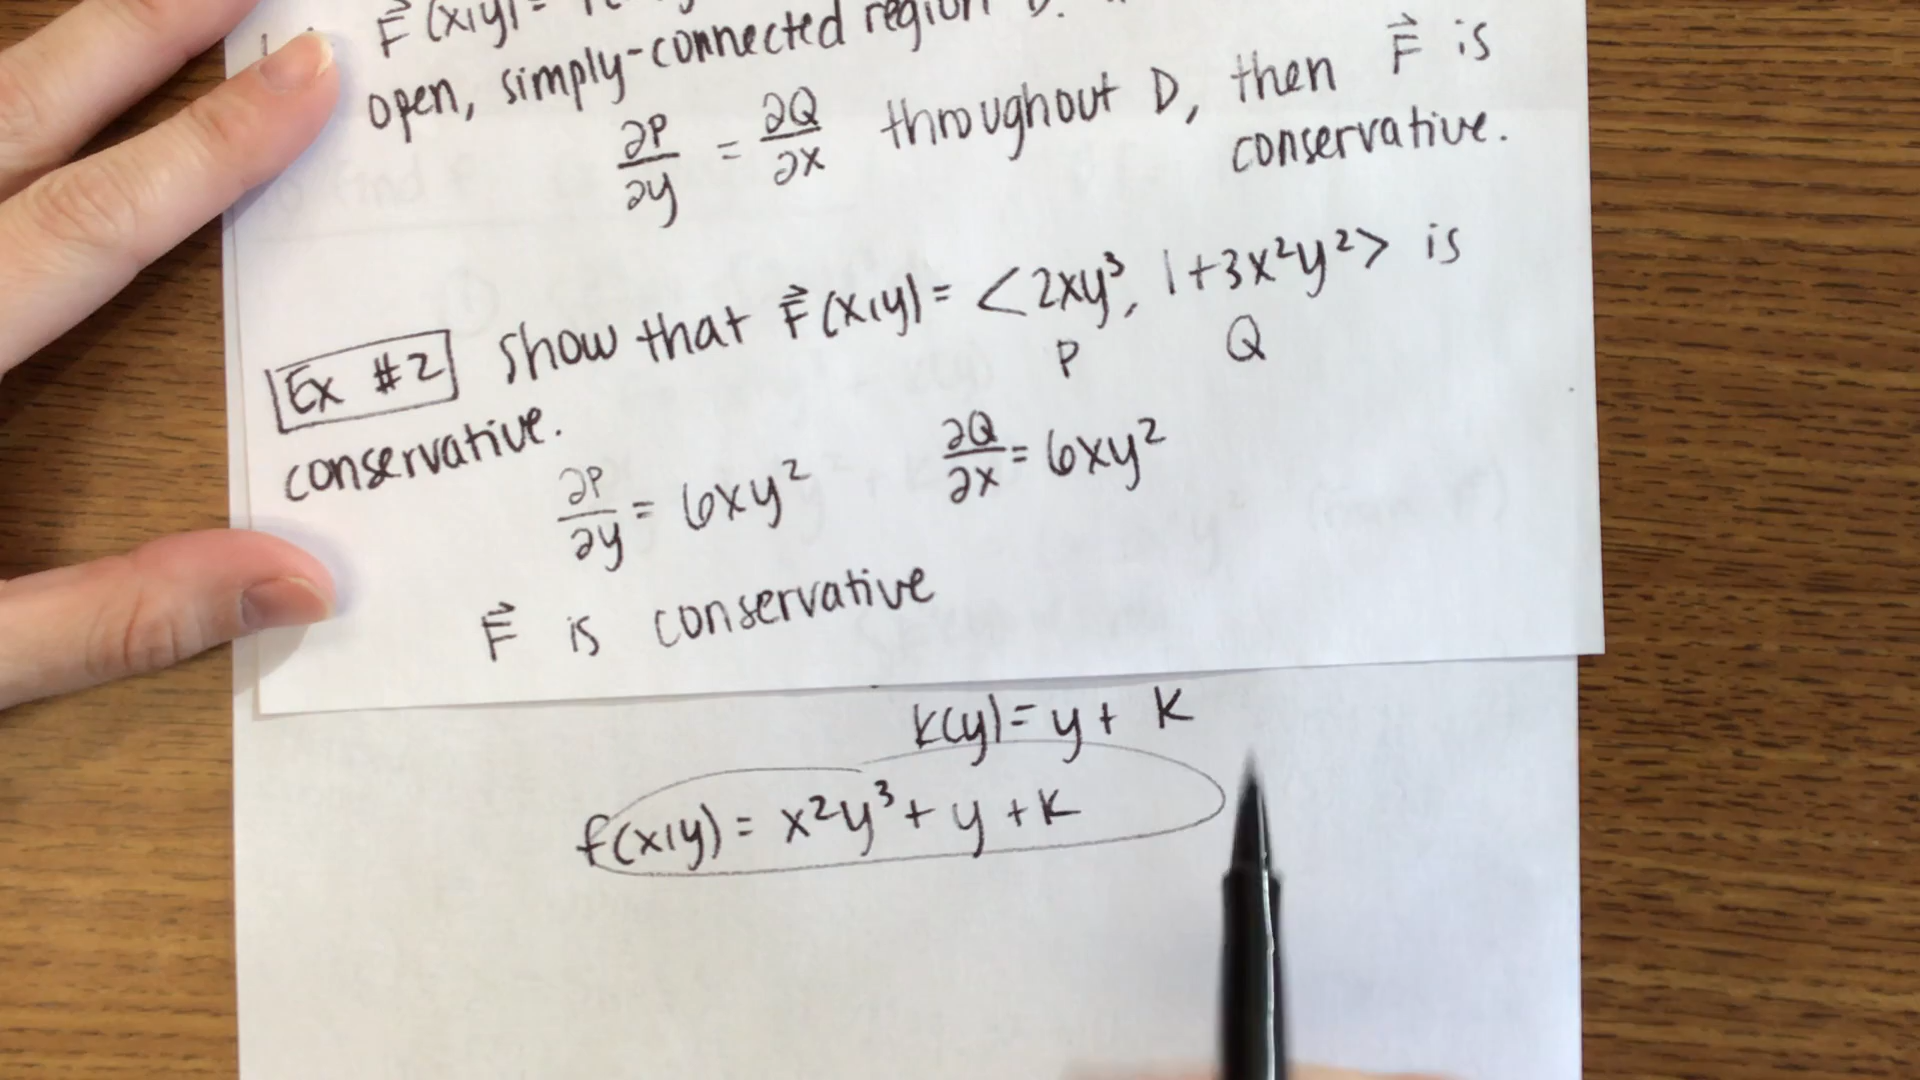 F⃗(x,y) =
open, simply-connected region D.
∂P/∂y = ∂Q/∂x throughout D, then F⃗ is
conservative.
Ex #2 show that F⃗(x,y) = <2xy³, 1+3x²y²> is
P Q
conservative.
∂P/∂y = 6xy² ∂Q/∂x = 6xy²
F⃗ is conservative
k(y) = y + K
f(x,y) = x²y³ + y + K